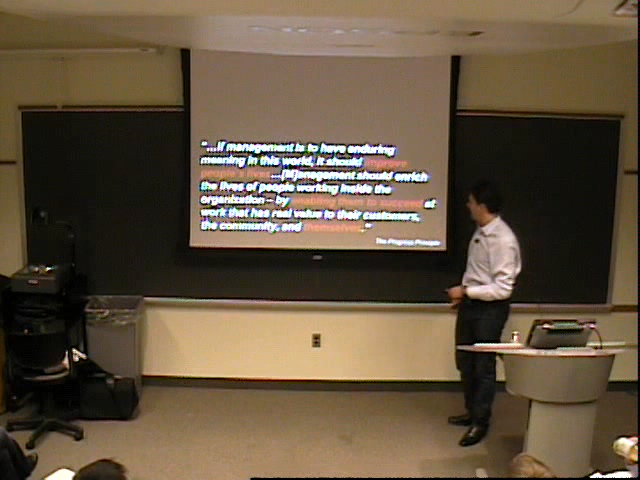 “...If management is to have enduring
meaning in this world, it should improve
people's lives...[M]anagement should enrich
the lives of people working inside the
organization – by enabling them to succeed at
work that has real value to their customers,
the community, and themselves.”
The Progress Principle